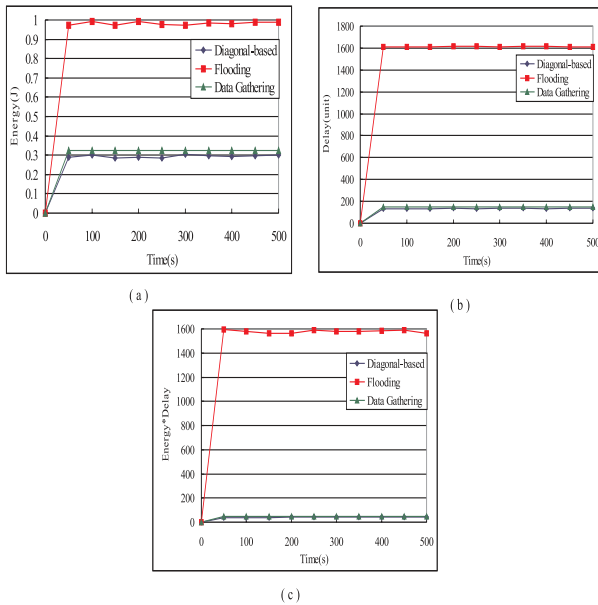 1
0.9
0.8
0.7
0.6
0.5
0.4
0.3
0.2
0.1
0
Energy(J)
Diagonal-based
Flooding
Data Gathering
0 100 200 300 400 500
Time(s)
(a)
1800
1600
1400
1200
1000
800
600
400
200
0
Delay(unit)
Diagonal-based
Flooding
Data Gathering
0 100 200 300 400 500
Time(s)
(b)
1600
1400
1200
1000
800
600
400
200
0
Energy*Delay
Diagonal-based
Flooding
Data Gathering
0 100 200 300 400 500
Time(s)
(c)